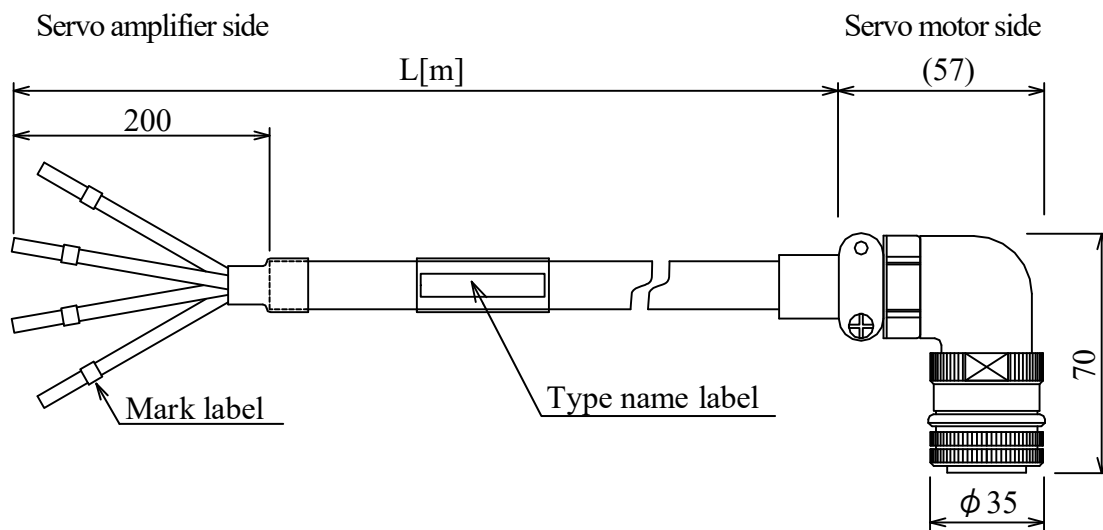 Servo amplifier side
Servo motor side
L[m]
(57)
200
70
Mark label
Type name label
ϕ35